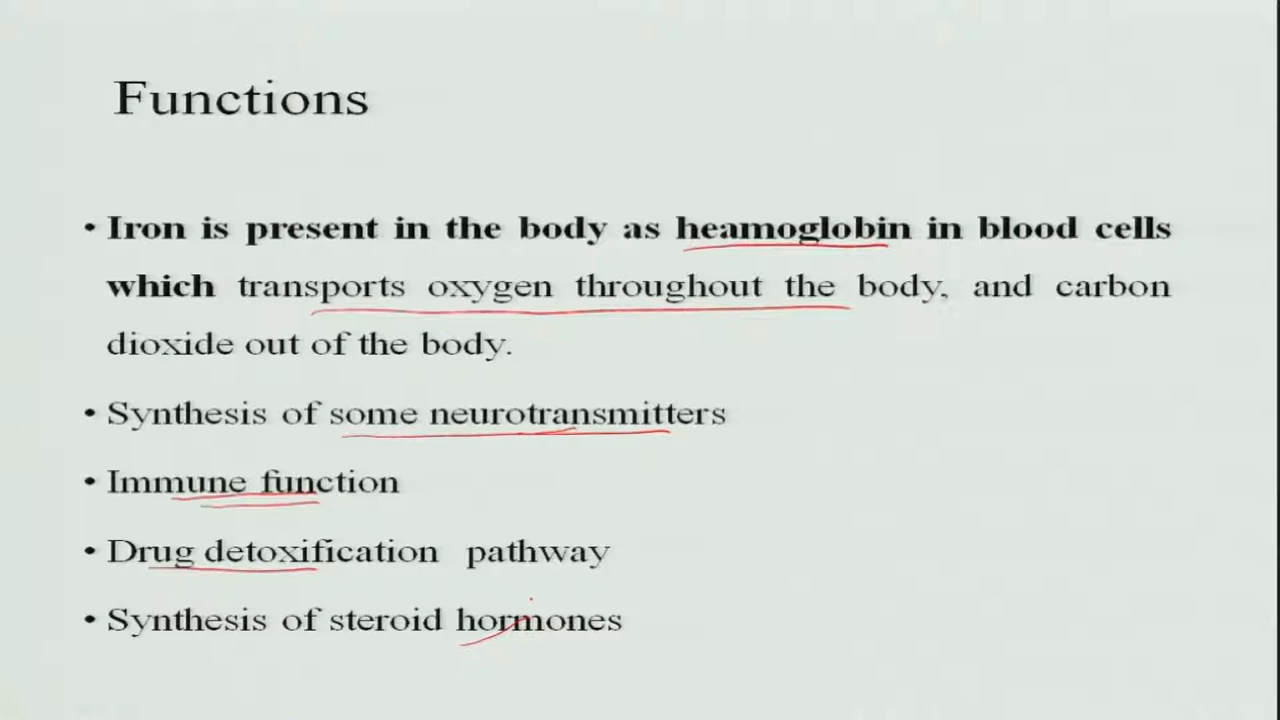 Functions
• Iron is present in the body as heamoglobin in blood cells
which transports oxygen throughout the body, and carbon
dioxide out of the body.
• Synthesis of some neurotransmitters
• Immune function
• Drug detoxification pathway
• Synthesis of steroid hormones